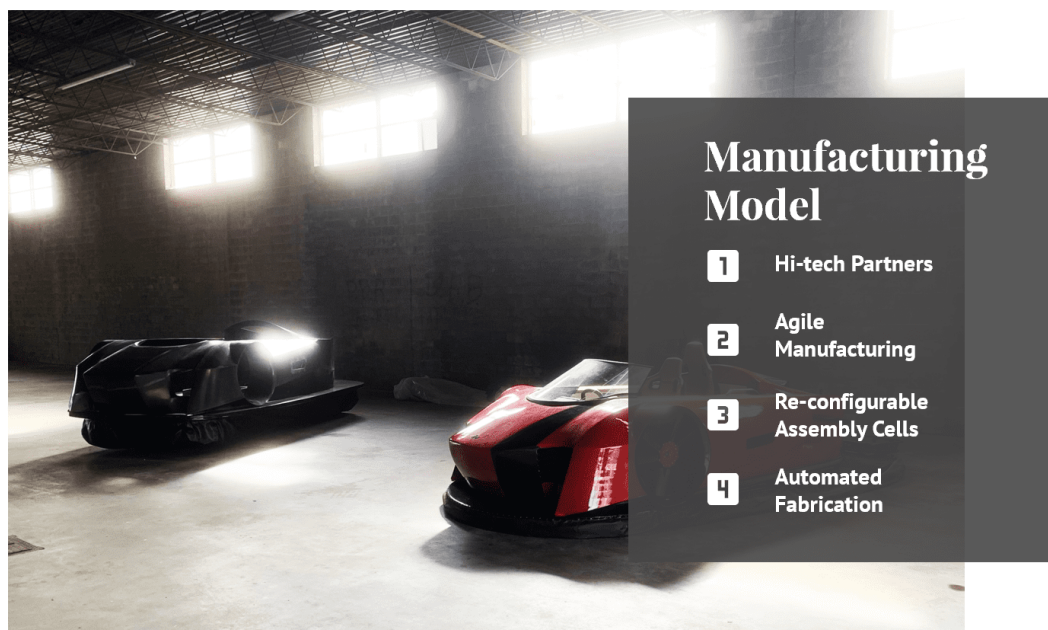 Manufacturing
Model
1 Hi-tech Partners
2 Agile
Manufacturing
3 Re-configurable
Assembly Cells
4 Automated
Fabrication